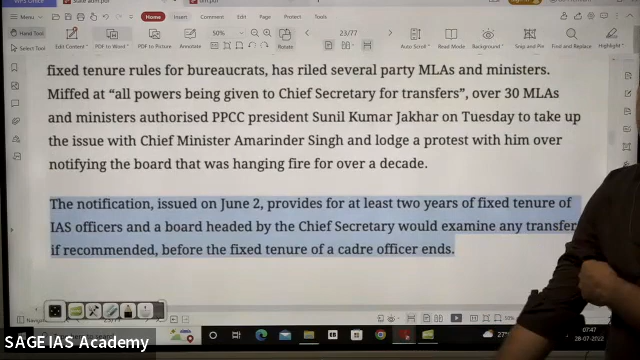 Home Insert
Hand Tool
Select Tool
Edit Content
PDF to Word
PDF to Picture
Annotate
50%
Rotate
23/77
Auto Scroll
Read Mode
Background
Snip and Pin
Find and Replace
Highlight
fixed tenure rules for bureaucrats, has riled several party MLAs and ministers.
Miffed at “all powers being given to Chief Secretary for transfers”, over 30 MLAs
and ministers authorised PPCC president Sunil Kumar Jakhar on Tuesday to take up
the issue with Chief Minister Amarinder Singh and lodge a protest with him over
notifying the board that was hanging fire for over a decade.
The notification, issued on June 2, provides for at least two years of fixed tenure of
IAS officers and a board headed by the Chief Secretary would examine any transfer,
if recommended, before the fixed tenure of a cadre officer ends.
07:47
28-07-2022
SAGE IAS Academy